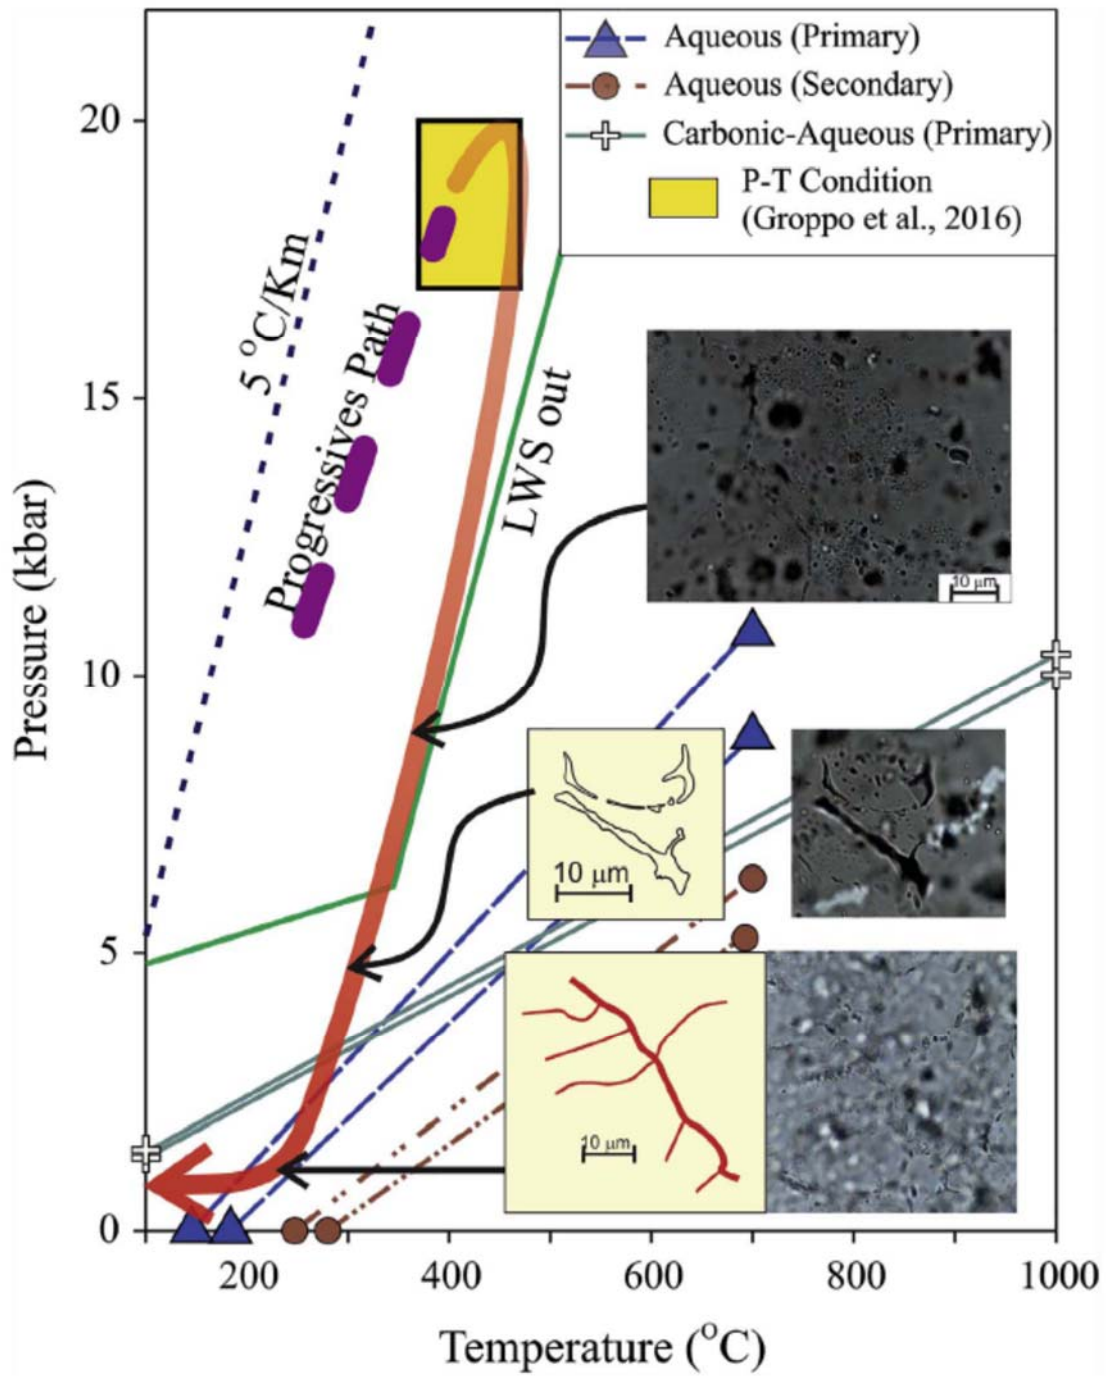 Aqueous (Primary)
Aqueous (Secondary)
Carbonic-Aqueous (Primary)
P-T Condition
(Groppo et al., 2016)
20
15
10
5
0
Pressure (kbar)
5 °C/Km
Progressives Path
LWS out
10 μm
10 μm
10 μm
200
400
600
800
1000
Temperature (°C)